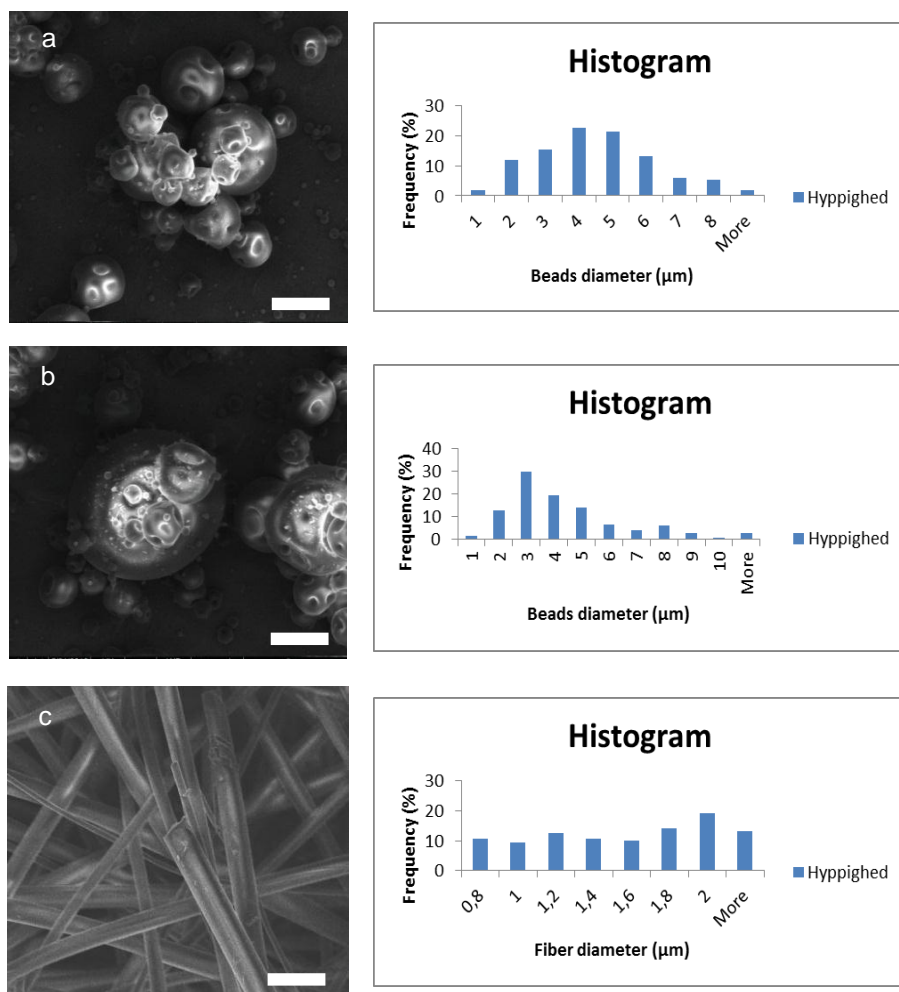 a
Histogram
Frequency (%)
30
20
10
0
1 2 3 4 5 6 7 8 More
Beads diameter (µm)
Hyppighed
b
Histogram
Frequency (%)
40
30
20
10
0
1 2 3 4 5 6 7 8 9 10 More
Beads diameter (µm)
Hyppighed
c
Histogram
Frequency (%)
30
20
10
0
0,8 1 1,2 1,4 1,6 1,8 2 More
Fiber diameter (µm)
Hyppighed